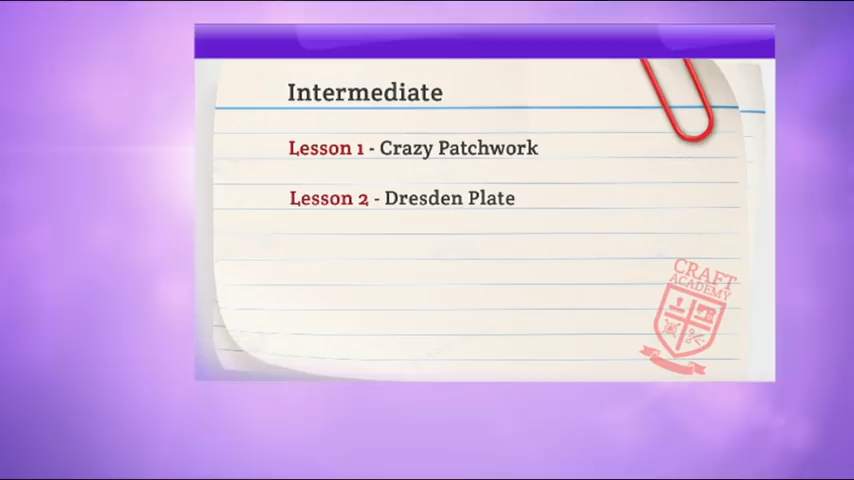 Intermediate
Lesson 1 - Crazy Patchwork
Lesson 2 - Dresden Plate
CRAFT
ACADEMY